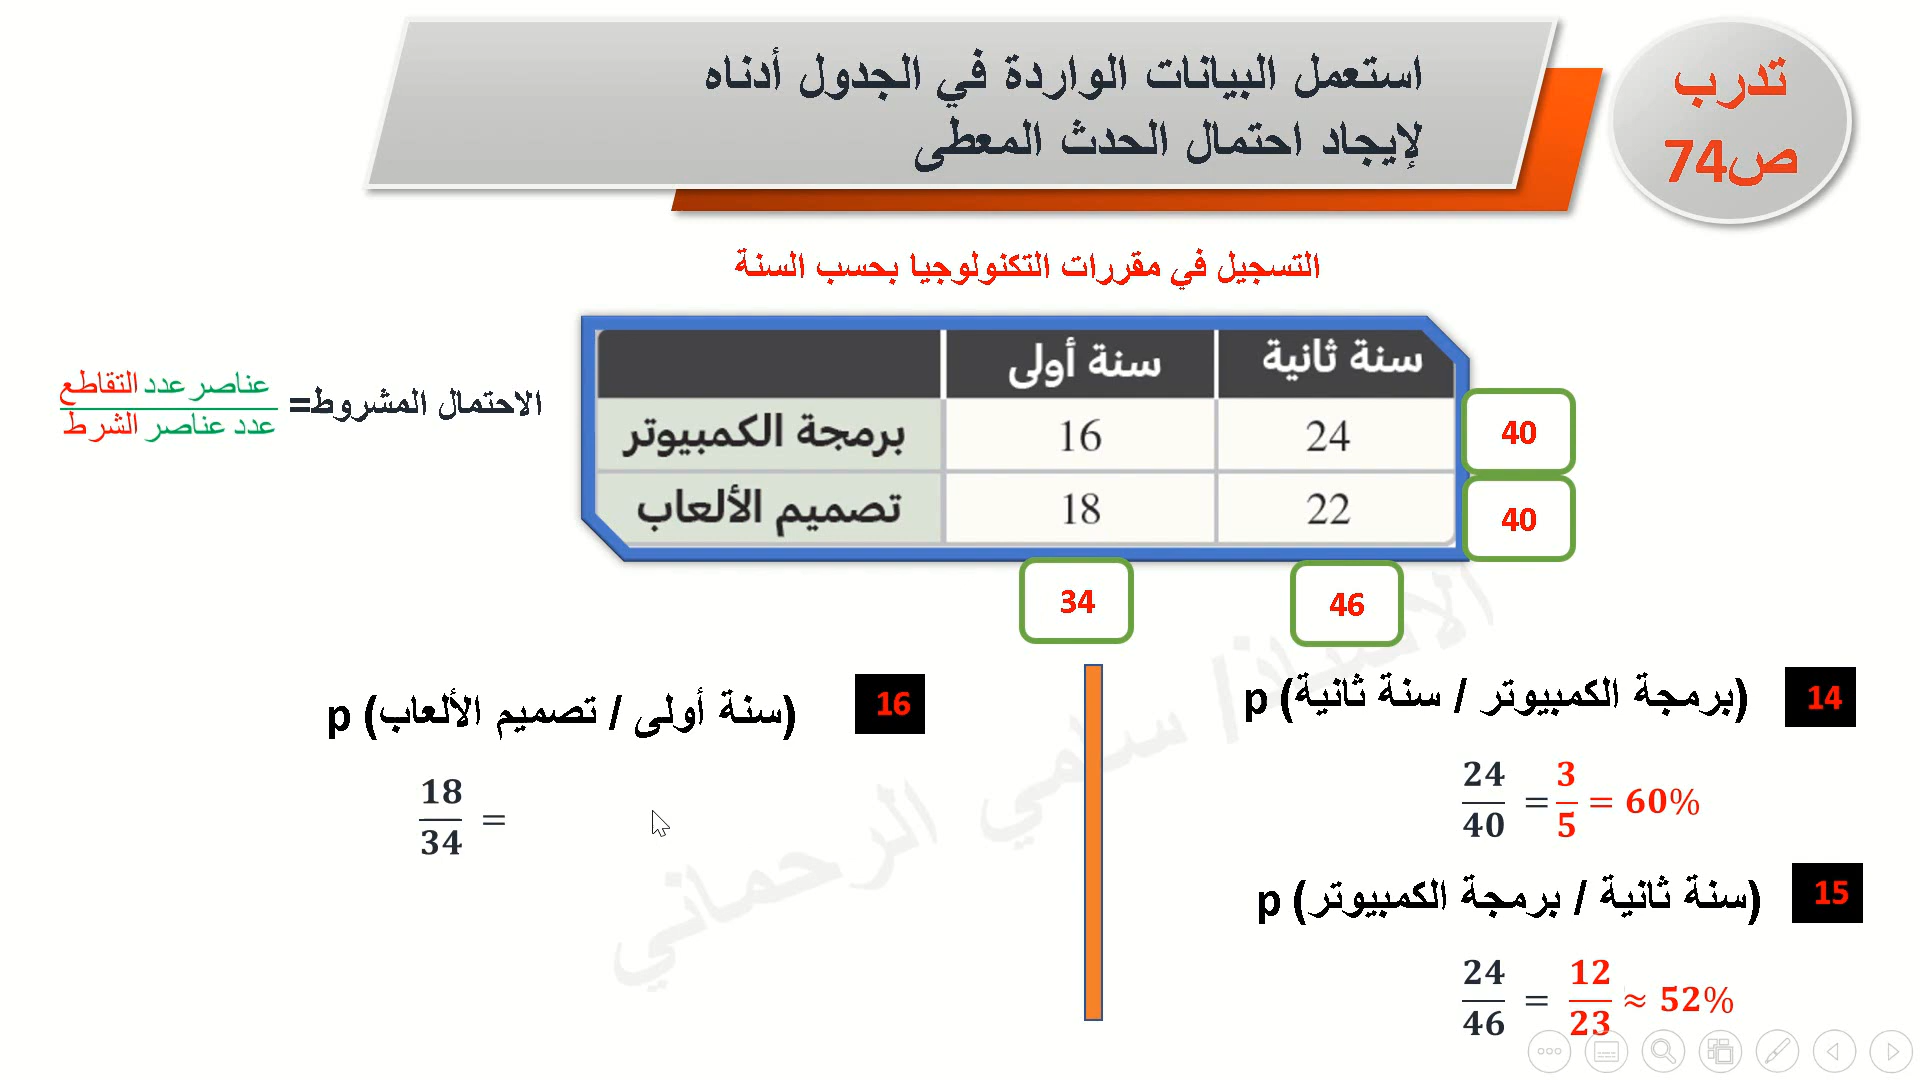 تدرب
ص74
استعمل البيانات الواردة في الجدول أدناه
لإيجاد احتمال الحدث المعطى
التسجيل في مقررات التكنولوجيا بحسب السنة
سنة أولى سنة ثانية
برمجة الكمبيوتر 16 24 40
تصميم الألعاب 18 22 40
34 46
الاحتمال المشروط= عناصر عدد التقاطع
عدد عناصر الشرط
14 p (برمجة الكمبيوتر / سنة ثانية)
24/40 = 3/5 = 60%
15 p (سنة ثانية / برمجة الكمبيوتر)
24/46 = 12/23 ≈ 52%
16 p (سنة أولى / تصميم الألعاب)
18/34 =
الاستاذ/ سامي الرحماني